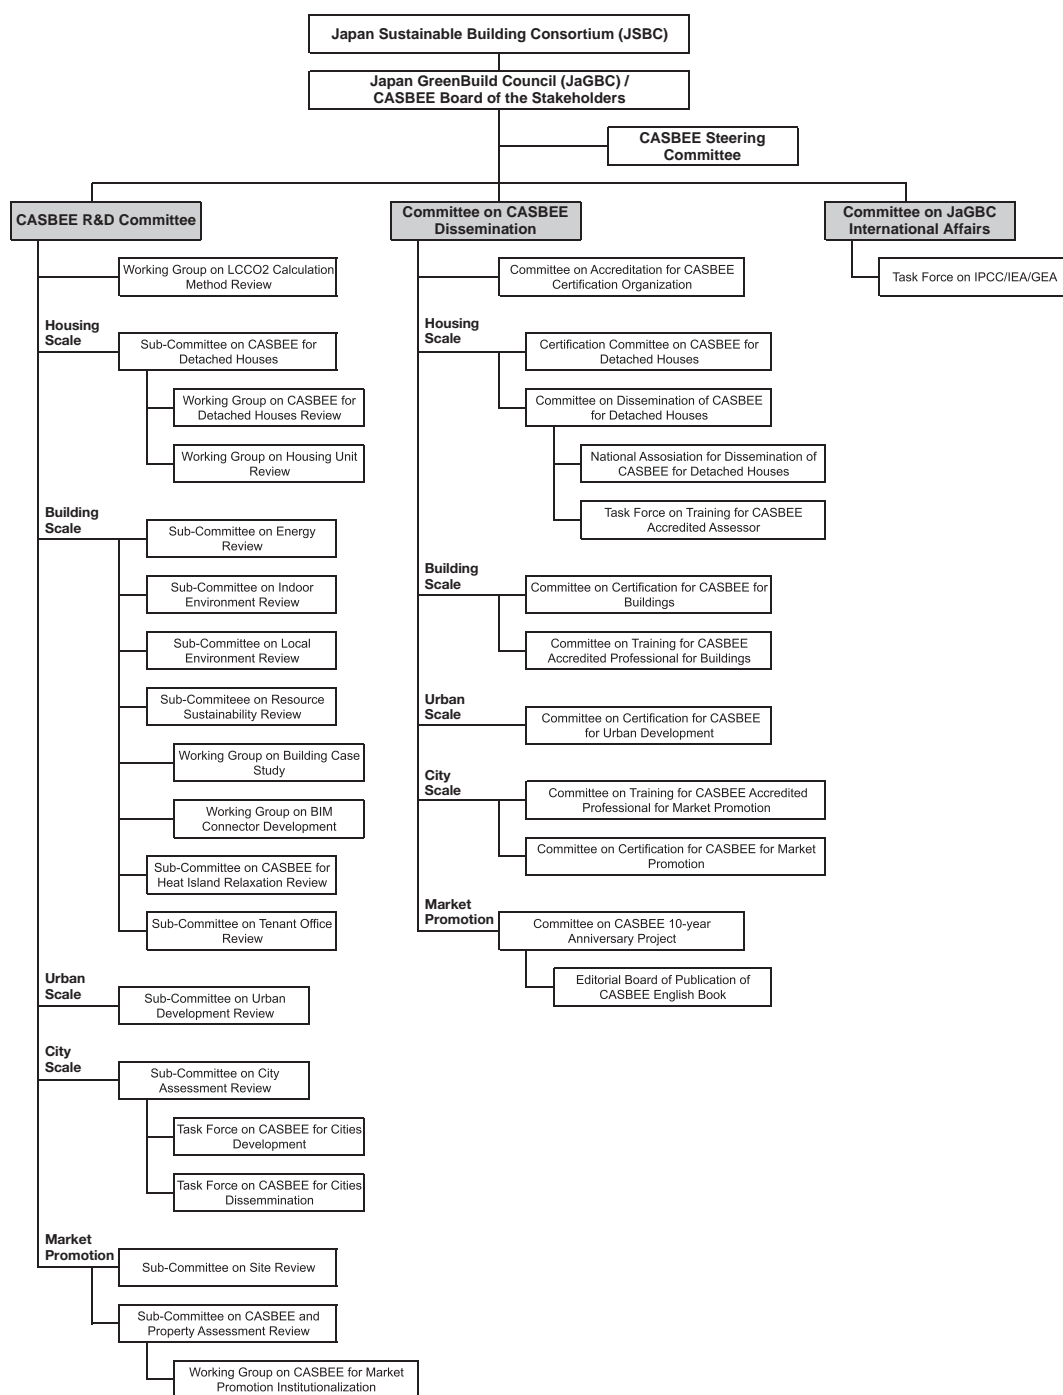 Japan Sustainable Building Consortium (JSBC)
Japan GreenBuild Council (JaGBC) /
CASBEE Board of the Stakeholders
CASBEE Steering
Committee
CASBEE R&D Committee
Working Group on LCCO2 Calculation
Method Review
Housing
Scale
Sub-Committee on CASBEE for
Detached Houses
Working Group on CASBEE for
Detached Houses Review
Working Group on Housing Unit
Review
Building
Scale
Sub-Committee on Energy
Review
Sub-Committee on Indoor
Environment Review
Sub-Committee on Local
Environment Review
Sub-Commiteee on Resource
Sustainability Review
Working Group on Building Case
Study
Working Group on BIM
Connector Development
Sub-Committee on CASBEE for
Heat Island Relaxation Review
Sub-Committee on Tenant Office
Review
Urban
Scale
Sub-Committee on Urban
Development Review
City
Scale
Sub-Committee on City
Assessment Review
Task Force on CASBEE for Cities
Development
Task Force on CASBEE for Cities
Dissemmination
Market
Promotion
Sub-Committee on Site Review
Sub-Committee on CASBEE and
Property Assessment Review
Working Group on CASBEE for Market
Promotion Institutionalization
Committee on CASBEE
Dissemination
Committee on Accreditation for CASBEE
Certification Organization
Housing
Scale
Certification Committee on CASBEE for
Detached Houses
Committee on Dissemination of CASBEE
for Detached Houses
National Assosiation for Dissemination of
CASBEE for Detached Houses
Task Force on Training for CASBEE
Accredited Assessor
Building
Scale
Committee on Certification for CASBEE for
Buildings
Committee on Training for CASBEE
Accredited Professional for Buildings
Urban
Scale
Committee on Certification for CASBEE
for Urban Development
City
Scale
Committee on Training for CASBEE Accredited
Professional for Market Promotion
Committee on Certification for CASBEE for Market
Promotion
Market
Promotion
Committee on CASBEE 10-year
Anniversary Project
Editorial Board of Publication of
CASBEE English Book
Committee on JaGBC
International Affairs
Task Force on IPCC/IEA/GEA